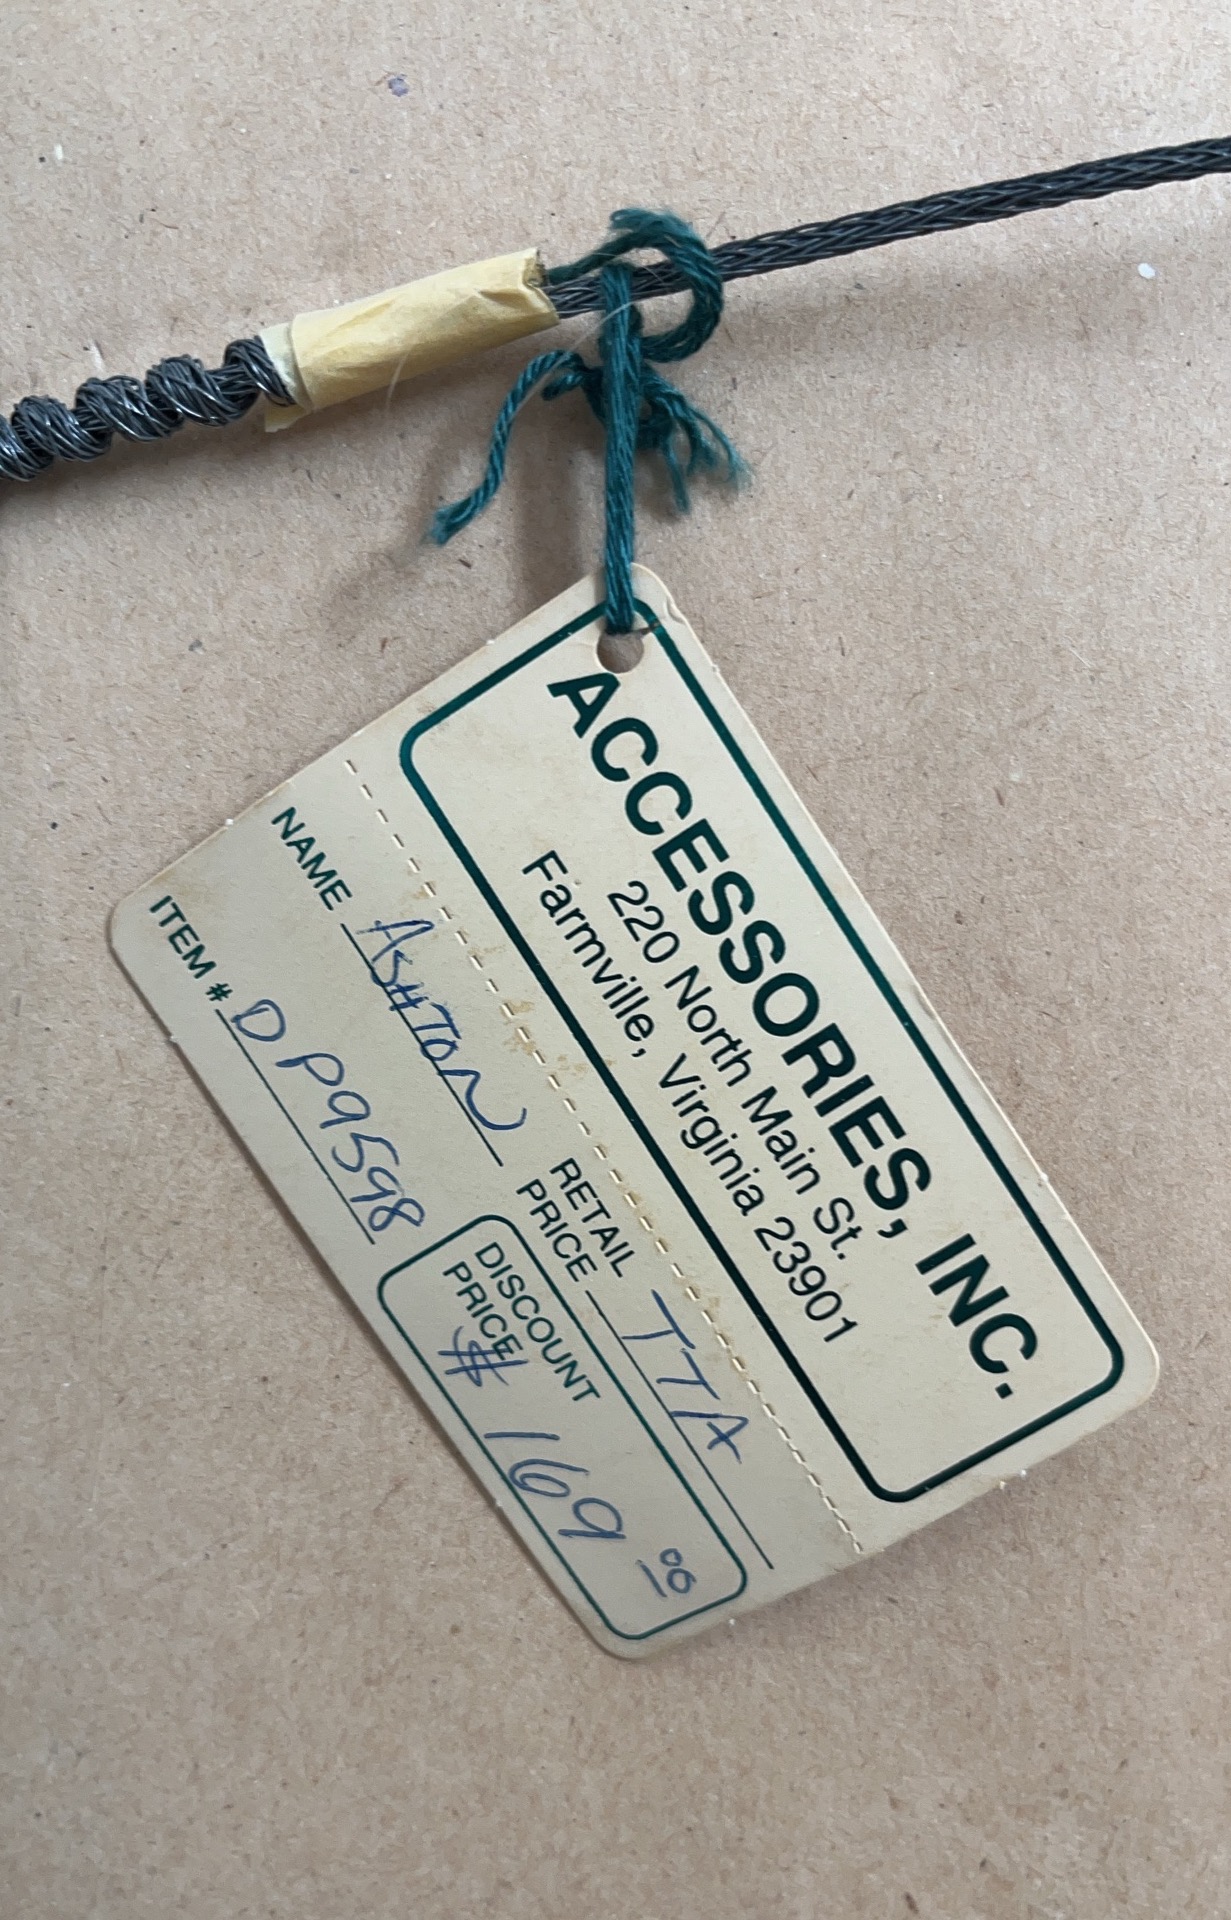 ACCESSORIES, INC.
220 North Main St.
Farmville, Virginia 23901
NAME ASHTON
RETAIL
PRICE TTA
ITEM # DP9598
DISCOUNT
PRICE
$ 169 00